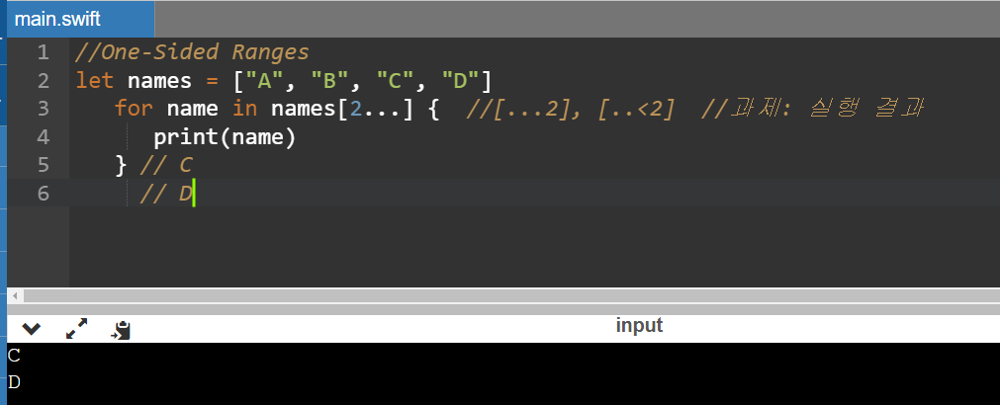 main.swift
1 //One-Sided Ranges
2 let names = ["A", "B", "C", "D"]
3 for name in names[2...] { //[...2], [..<2] //과제: 실행 결과
4 print(name)
5 } // C
6 // D
input
C
D